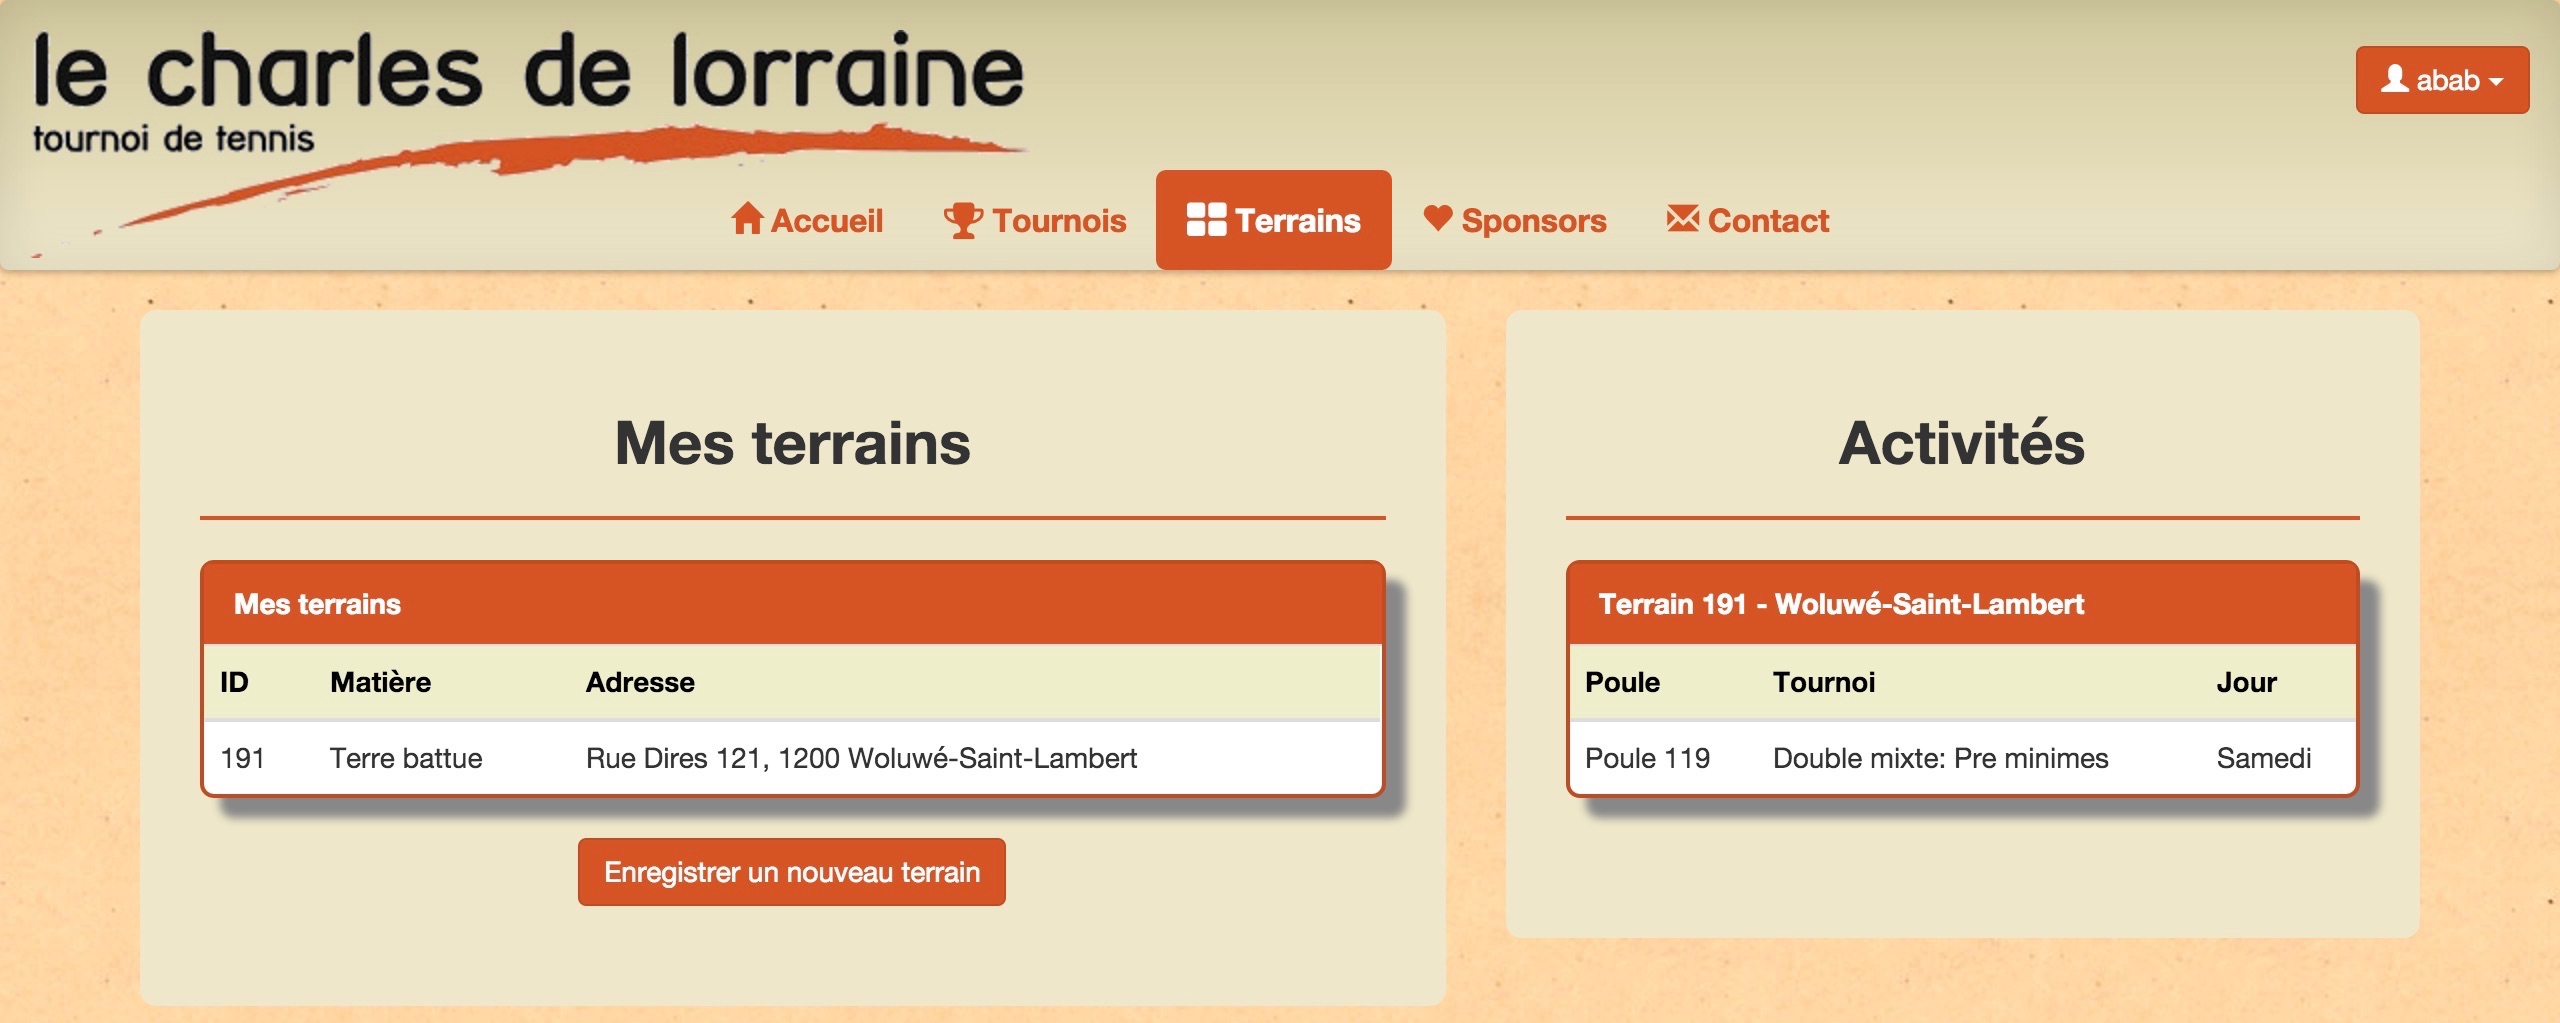 le charles de lorraine
tournoi de tennis
abab
Accueil Tournois Terrains Sponsors Contact
Mes terrains
Mes terrains
ID Matière Adresse
191 Terre battue Rue Dires 121, 1200 Woluwé-Saint-Lambert
Enregistrer un nouveau terrain
Activités
Terrain 191 - Woluwé-Saint-Lambert
Poule Tournoi Jour
Poule 119 Double mixte: Pre minimes Samedi